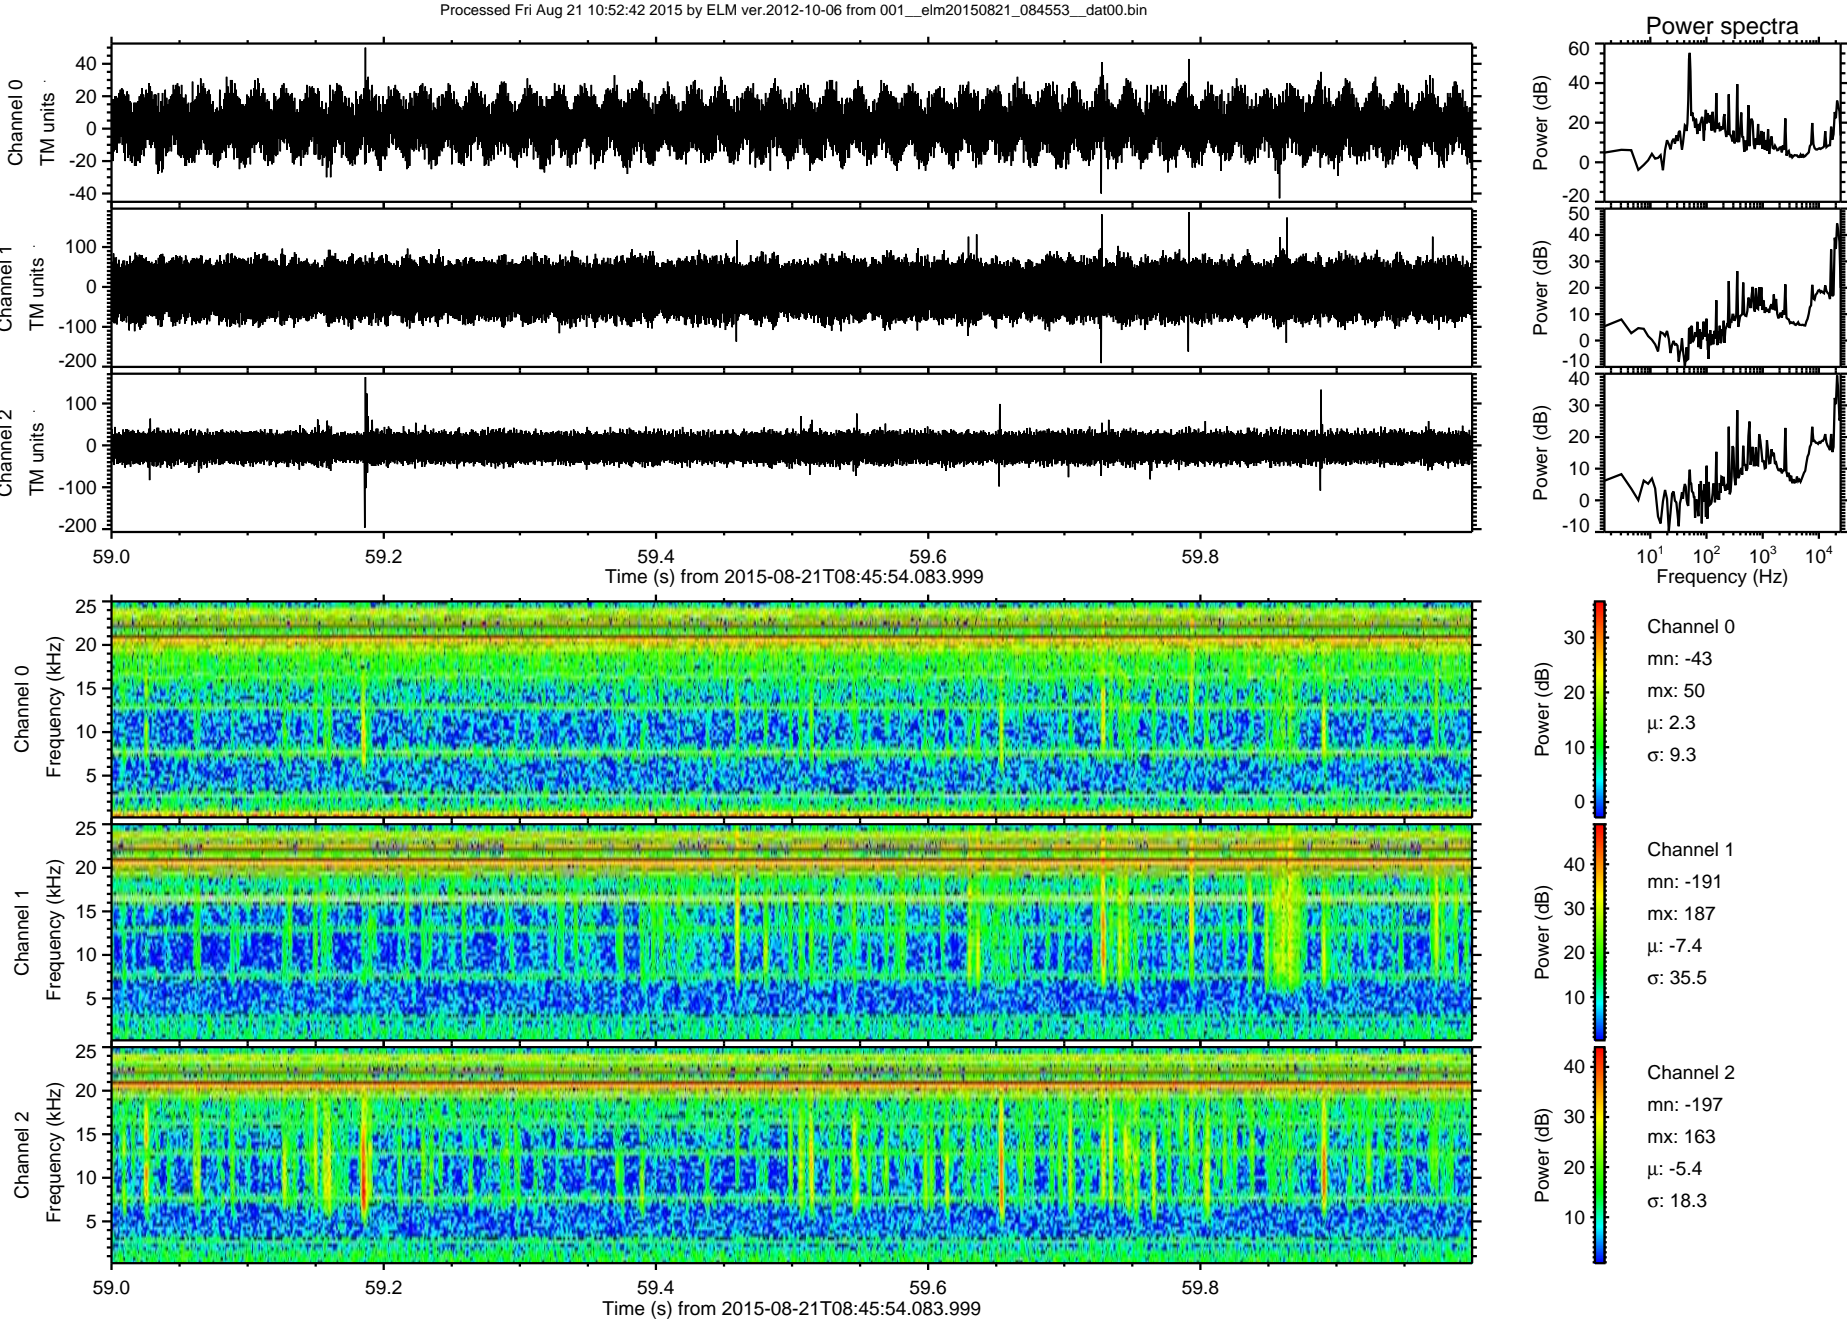 Processed Fri Aug 21 10:52:42 2015 by ELM ver.2012-10-06 from 001__elm20150821_084553__dat00.bin
Power spectra
Channel 0
TM units
40
20
0
-20
-40
Power (dB)
60
40
20
0
-20
Channel 1
TM units
100
0
-100
-200
Power (dB)
50
40
30
20
10
0
-10
Channel 2
TM units
100
0
-100
-200
Power (dB)
40
30
20
10
0
-10
59.0 59.2 59.4 59.6 59.8
Time (s) from 2015-08-21T08:45:54.083.999
10^1 10^2 10^3 10^4
Frequency (Hz)
Channel 0
Frequency (kHz)
25
20
15
10
5
Power (dB)
30
20
10
0
Channel 0
mn: -43
mx: 50
μ: 2.3
σ: 9.3
Channel 1
Frequency (kHz)
25
20
15
10
5
Power (dB)
40
30
20
10
Channel 1
mn: -191
mx: 187
μ: -7.4
σ: 35.5
Channel 2
Frequency (kHz)
25
20
15
10
5
Power (dB)
40
30
20
10
Channel 2
mn: -197
mx: 163
μ: -5.4
σ: 18.3
59.0 59.2 59.4 59.6 59.8
Time (s) from 2015-08-21T08:45:54.083.999